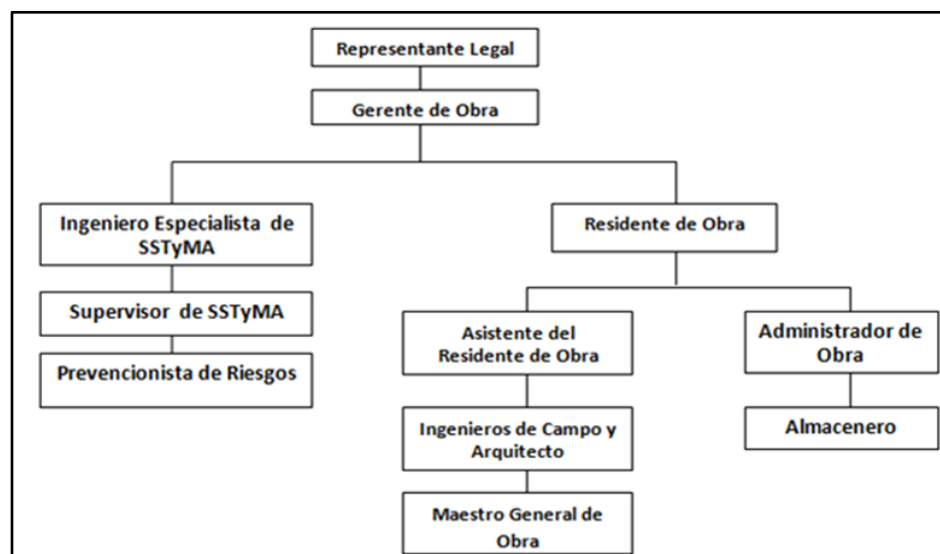 Representante Legal
Gerente de Obra
Ingeniero Especialista de
SSTyMA
Supervisor de SSTyMA
Prevencionista de Riesgos
Residente de Obra
Asistente del
Residente de Obra
Ingenieros de Campo y
Arquitecto
Maestro General de
Obra
Administrador de
Obra
Almacenero